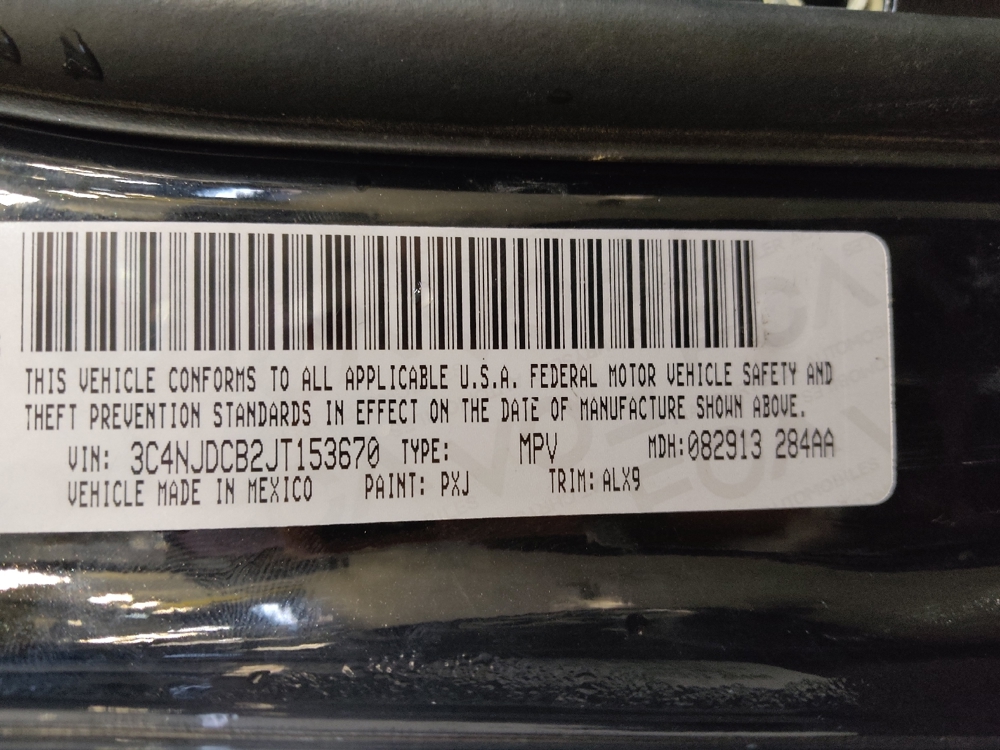 THIS VEHICLE CONFORMS TO ALL APPLICABLE U.S.A. FEDERAL MOTOR VEHICLE SAFETY AND
THEFT PREVENTION STANDARDS IN EFFECT ON THE DATE OF MANUFACTURE SHOWN ABOVE.
VIN: 3C4NJDCB2JT153670 TYPE: MPV MDH:082913 284AA
VEHICLE MADE IN MEXICO PAINT: PXJ TRIM: ALX9